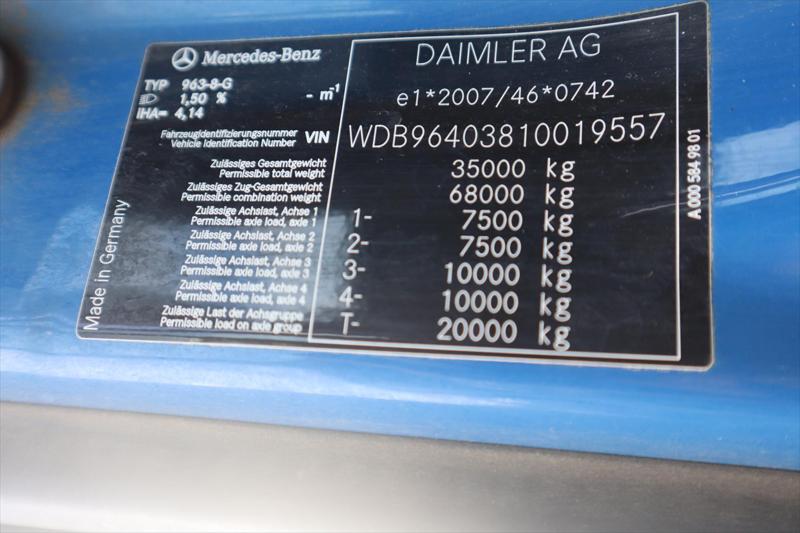 Mercedes-Benz
DAIMLER AG
TYP 963-8-G
1,50 % - m⁻¹
IHA= 4,14
e1*2007/46*0742
Fahrzeugidentifizierungsnummer
Vehicle Identification Number VIN WDB96403810019557
Zulässiges Gesamtgewicht
Permissible total weight 35000 kg
Zulässiges Zug-Gesamtgewicht
Permissible combination weight 68000 kg
Zulässige Achslast, Achse 1
Permissible axle load, axle 1 1- 7500 kg
Zulässige Achslast, Achse 2
Permissible axle load, axle 2 2- 7500 kg
Zulässige Achslast, Achse 3
Permissible axle load, axle 3 3- 10000 kg
Zulässige Achslast, Achse 4
Permissible axle load, axle 4 4- 10000 kg
Zulässige Last der Achsgruppe
Permissible load on axle group T- 20000 kg
Made in Germany
A 000 584 98 01